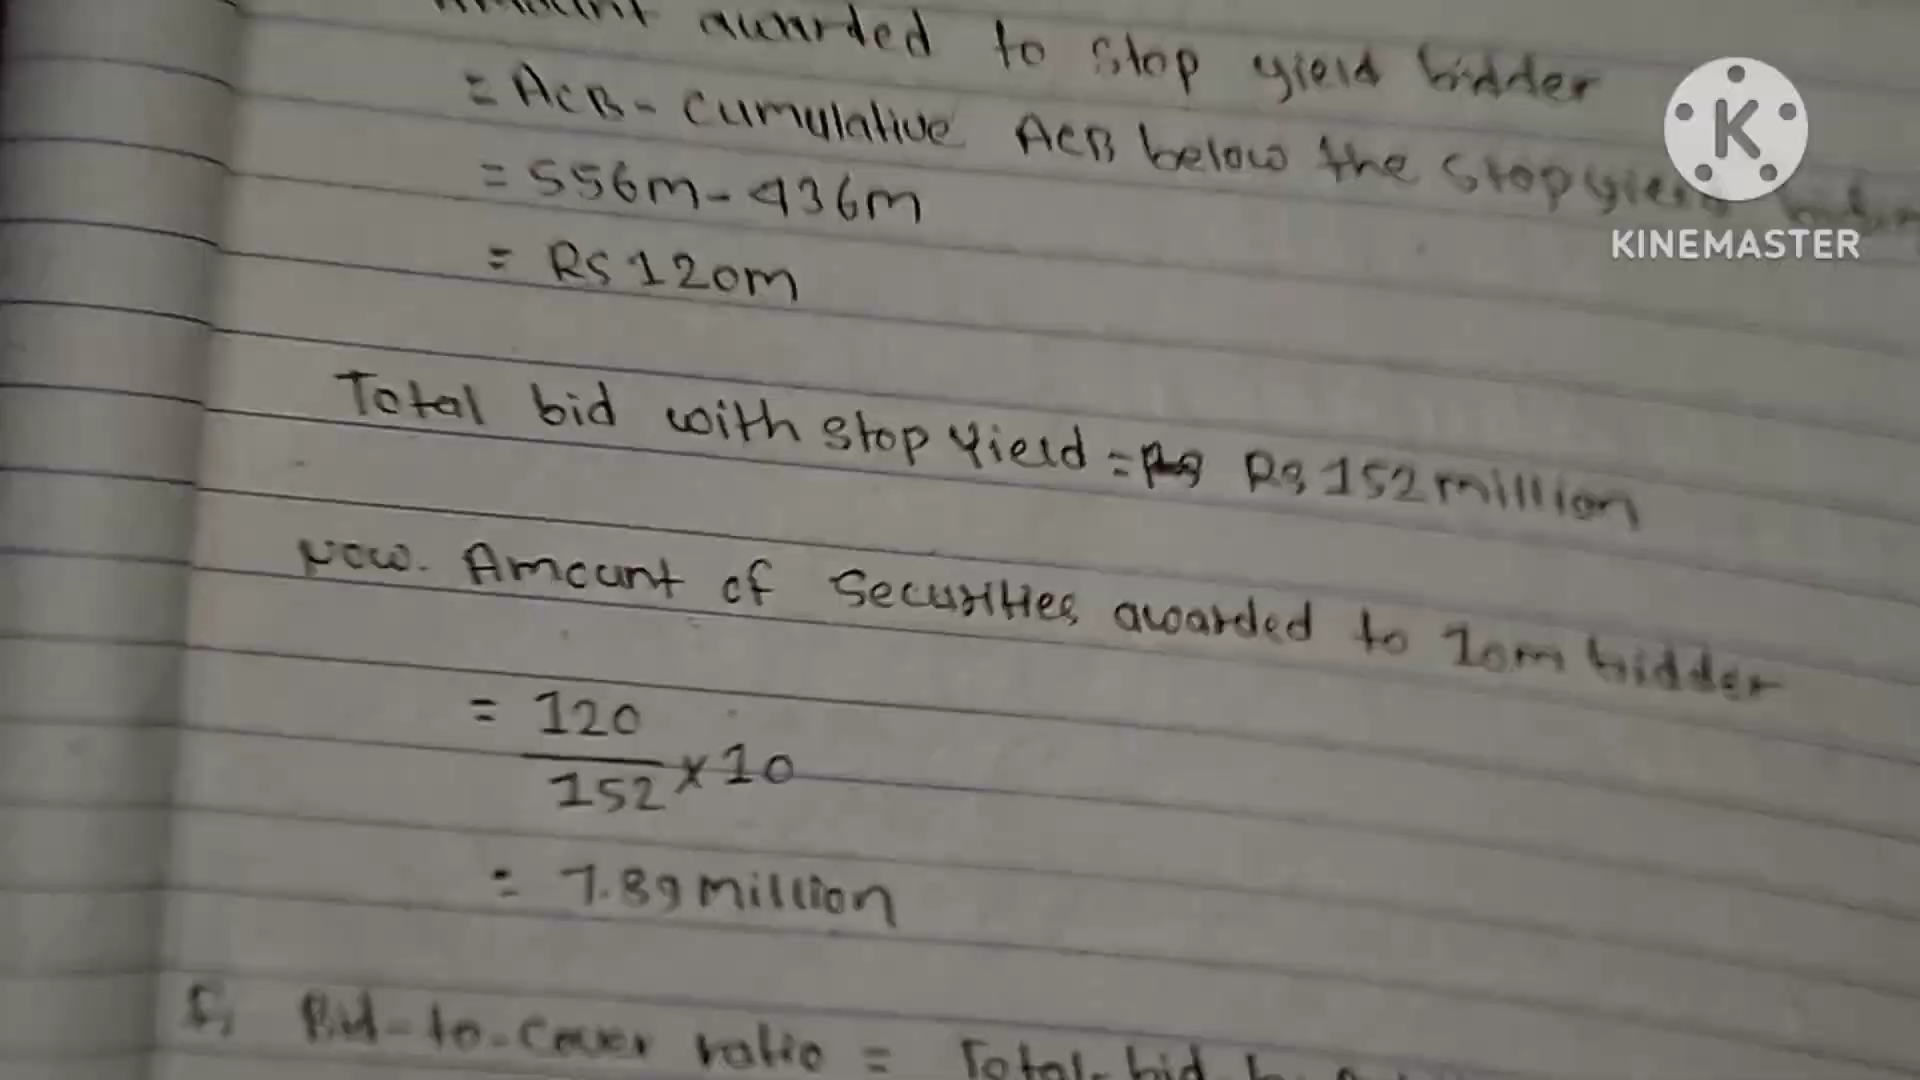 Amount awarded to Stop yield bidder
= ACB - Cumulative ACB below the Stop yield
= 556m - 436m
= Rs 120m
Total bid with stop Yield = Rs Rs 152 million
Now. Amount of Securities awarded to 10m bidder
= 120
152 × 10
= 7.89 million
f, Bid-to-cover ratio = Total bid
K
KINEMASTER